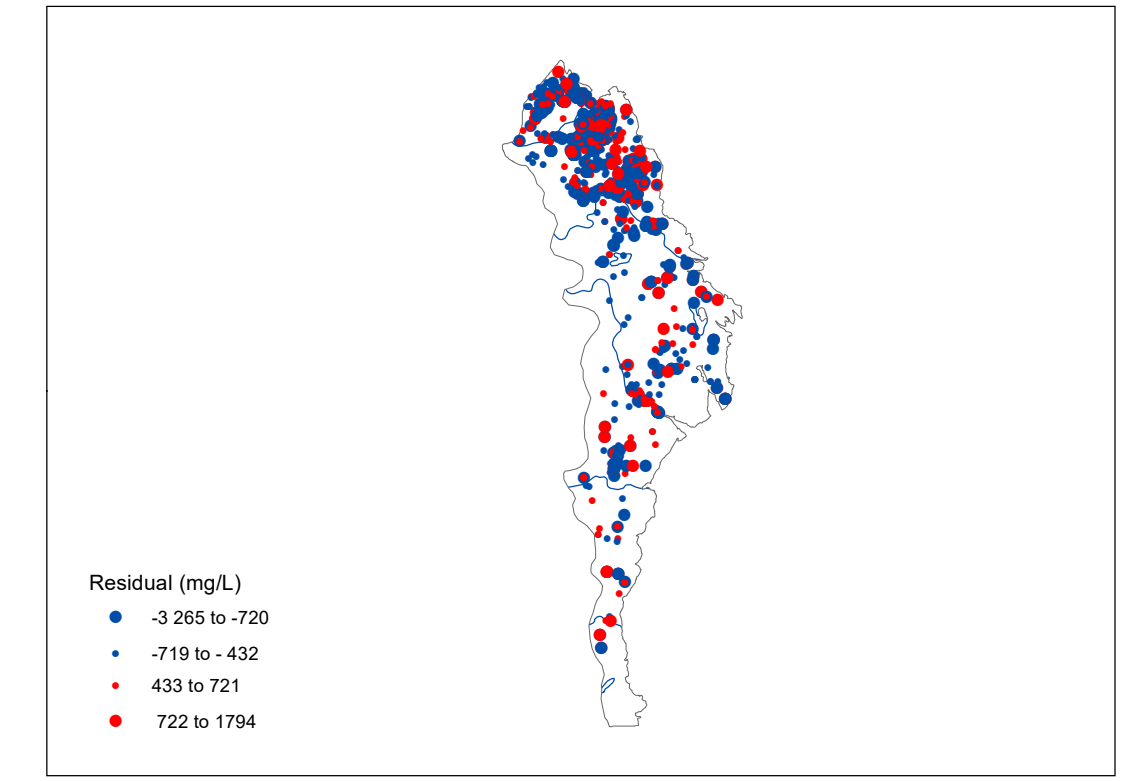 Residual (mg/L)
-3 265 to -720
-719 to - 432
433 to 721
722 to 1794